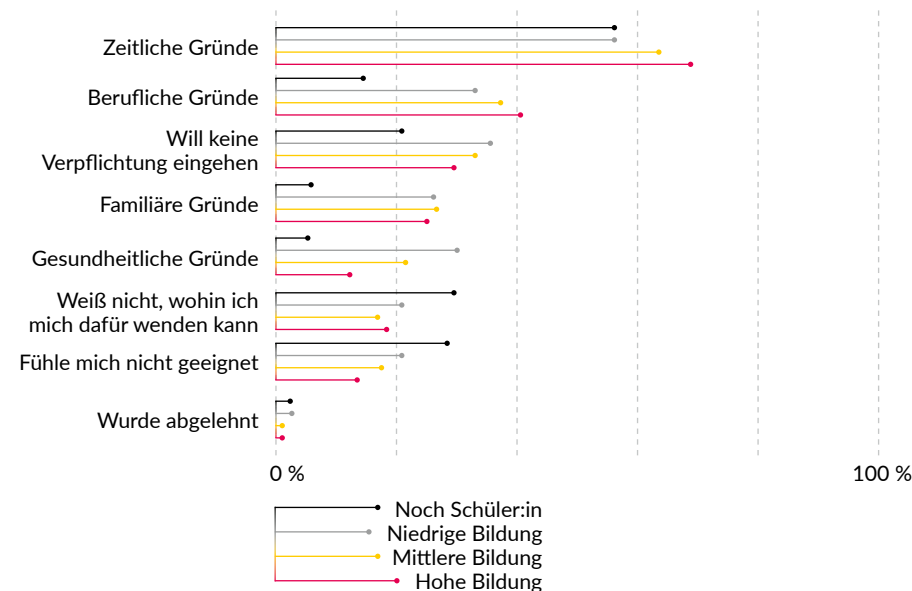 Zeitliche Gründe
Berufliche Gründe
Will keine
Verpflichtung eingehen
Familiäre Gründe
Gesundheitliche Gründe
Weiß nicht, wohin ich
mich dafür wenden kann
Fühle mich nicht geeignet
Wurde abgelehnt
0 % 100 %
Noch Schüler:in
Niedrige Bildung
Mittlere Bildung
Hohe Bildung